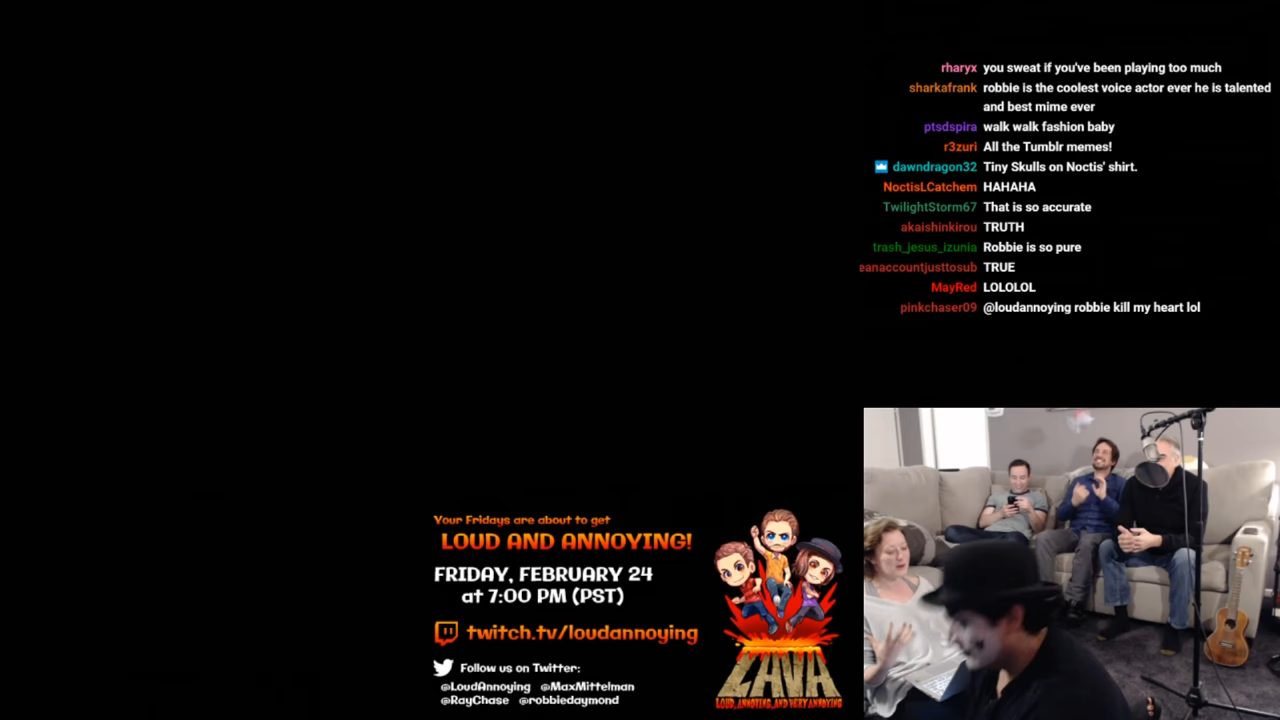 rharyx you sweat if you've been playing too much
sharkafrank robbie is the coolest voice actor ever he is talented
and best mime ever
ptsdspira walk walk fashion baby
r3zuri All the Tumblr memes!
dawndragon32 Tiny Skulls on Noctis' shirt.
NoctisLCatchem HAHAHA
TwilightStorm67 That is so accurate
akaishinkirou TRUTH
trash_jesus_izunia Robbie is so pure
eanaccountjusttosub TRUE
MayRed LOLOLOL
pinkchaser09 @loudannoying robbie kill my heart lol
Your Fridays are about to get
LOUD AND ANNOYING!
FRIDAY, FEBRUARY 24
at 7:00 PM (PST)
twitch.tv/loudannoying
Follow us on Twitter:
@LoudAnnoying @MaxMittelman
@RayChase @robbiedaymond
LAVA
LOUD, ANNOYING, AND VERY ANNOYING